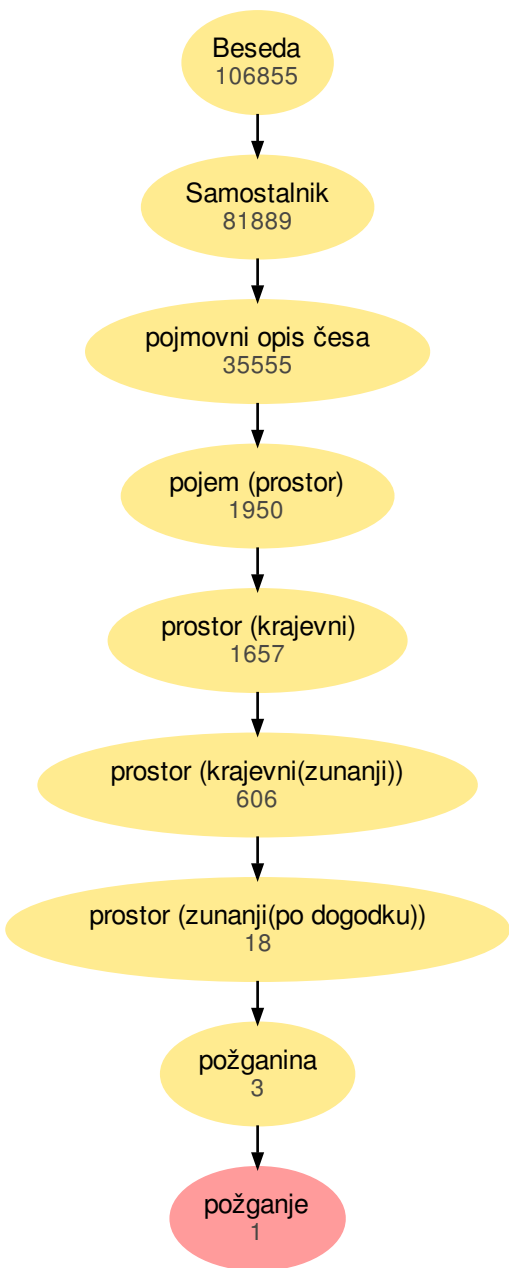 Beseda
106855
Samostalnik
81889
pojmovni opis česa
35555
pojem (prostor)
1950
prostor (krajevni)
1657
prostor (krajevni(zunanji))
606
prostor (zunanji(po dogodku))
18
požganina
3
požganje
1